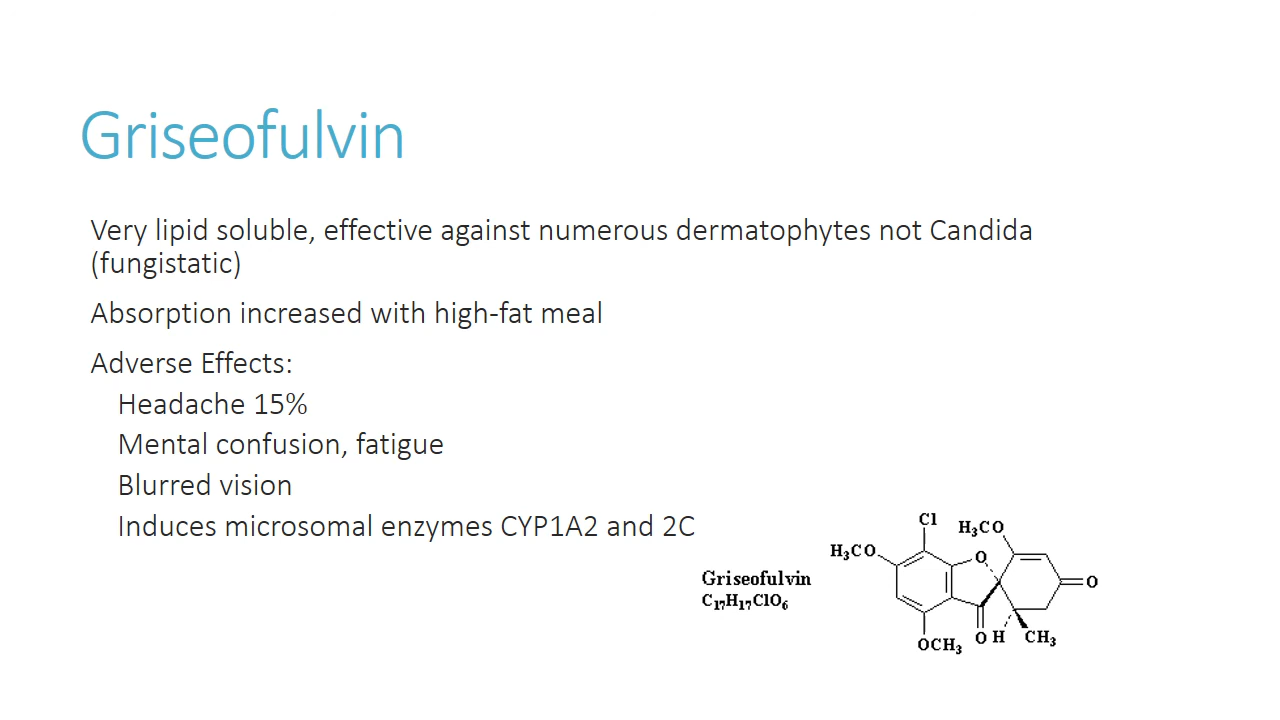 Griseofulvin
Very lipid soluble, effective against numerous dermatophytes not Candida
(fungistatic)
Absorption increased with high-fat meal
Adverse Effects:
Headache 15%
Mental confusion, fatigue
Blurred vision
Induces microsomal enzymes CYP1A2 and 2C
Griseofulvin
C₁₇H₁₇ClO₆
Cl
H₃CO
H₃CO
O
O
O
H
CH₃
OCH₃